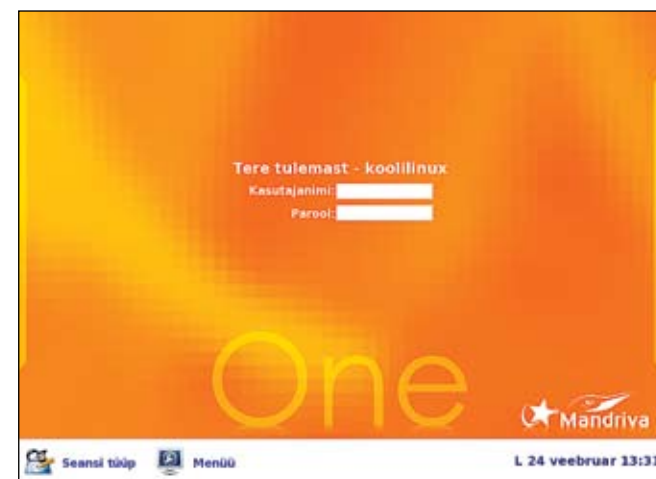 Tere tulemast - koolilinux
Kasutajanimi:
Parool:
One
Mandriva
Seansi tüüp
Menüü
L 24 veebruar 13:31